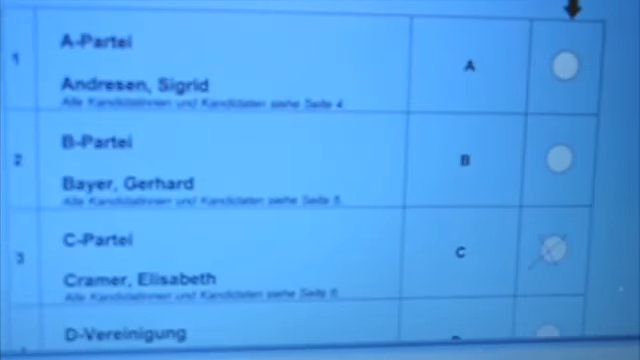 1
A-Partei
Andresen, Sigrid
Alle Kandidatinnen und Kandidaten siehe Seite 4
A
2
B-Partei
Bayer, Gerhard
Alle Kandidatinnen und Kandidaten siehe Seite 5
B
3
C-Partei
Cramer, Elisabeth
Alle Kandidatinnen und Kandidaten siehe Seite 6
C
D-Vereinigung